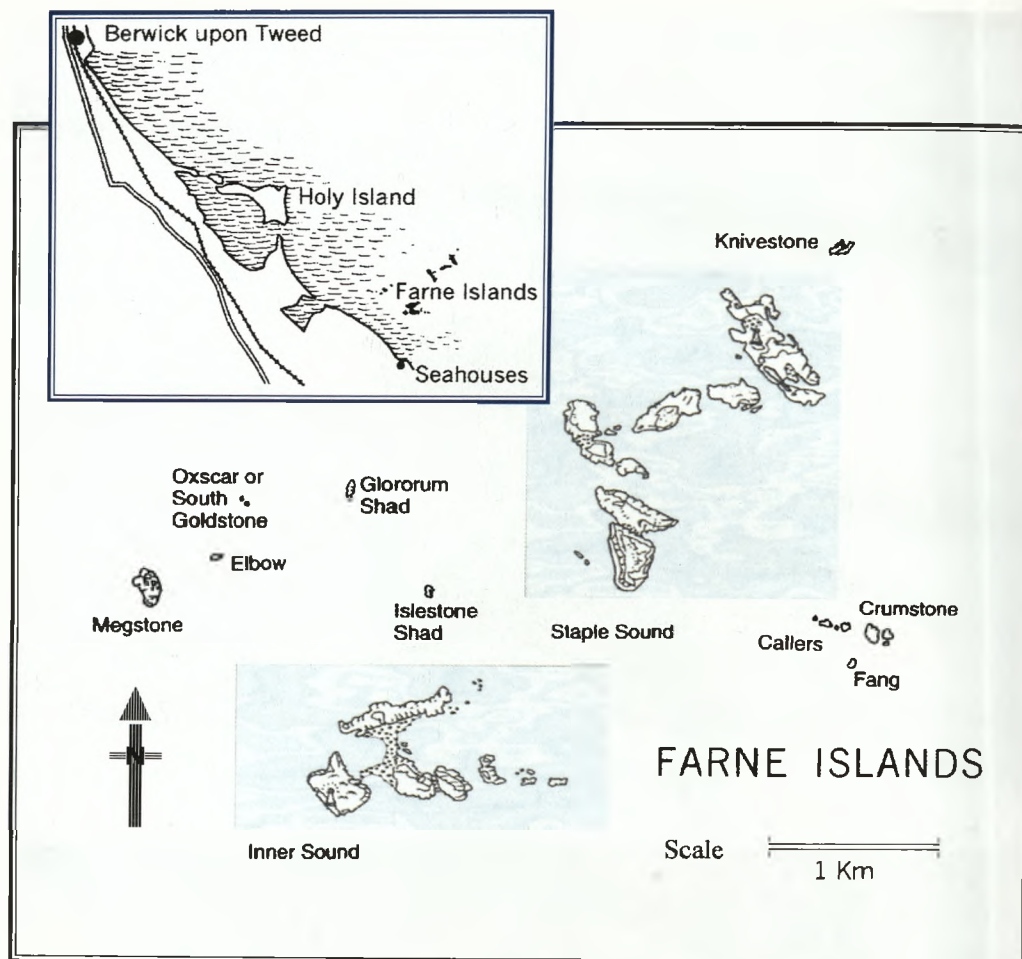 Berwick upon Tweed
Holy Island
Farne Islands
Seahouses
Knivestone
Oxscar or
South
Goldstone
Glororum
Shad
Elbow
Megstone
Islestone
Shad
Staple Sound
Crumstone
Callers
Fang
N
FARNE ISLANDS
Inner Sound
Scale
1 Km